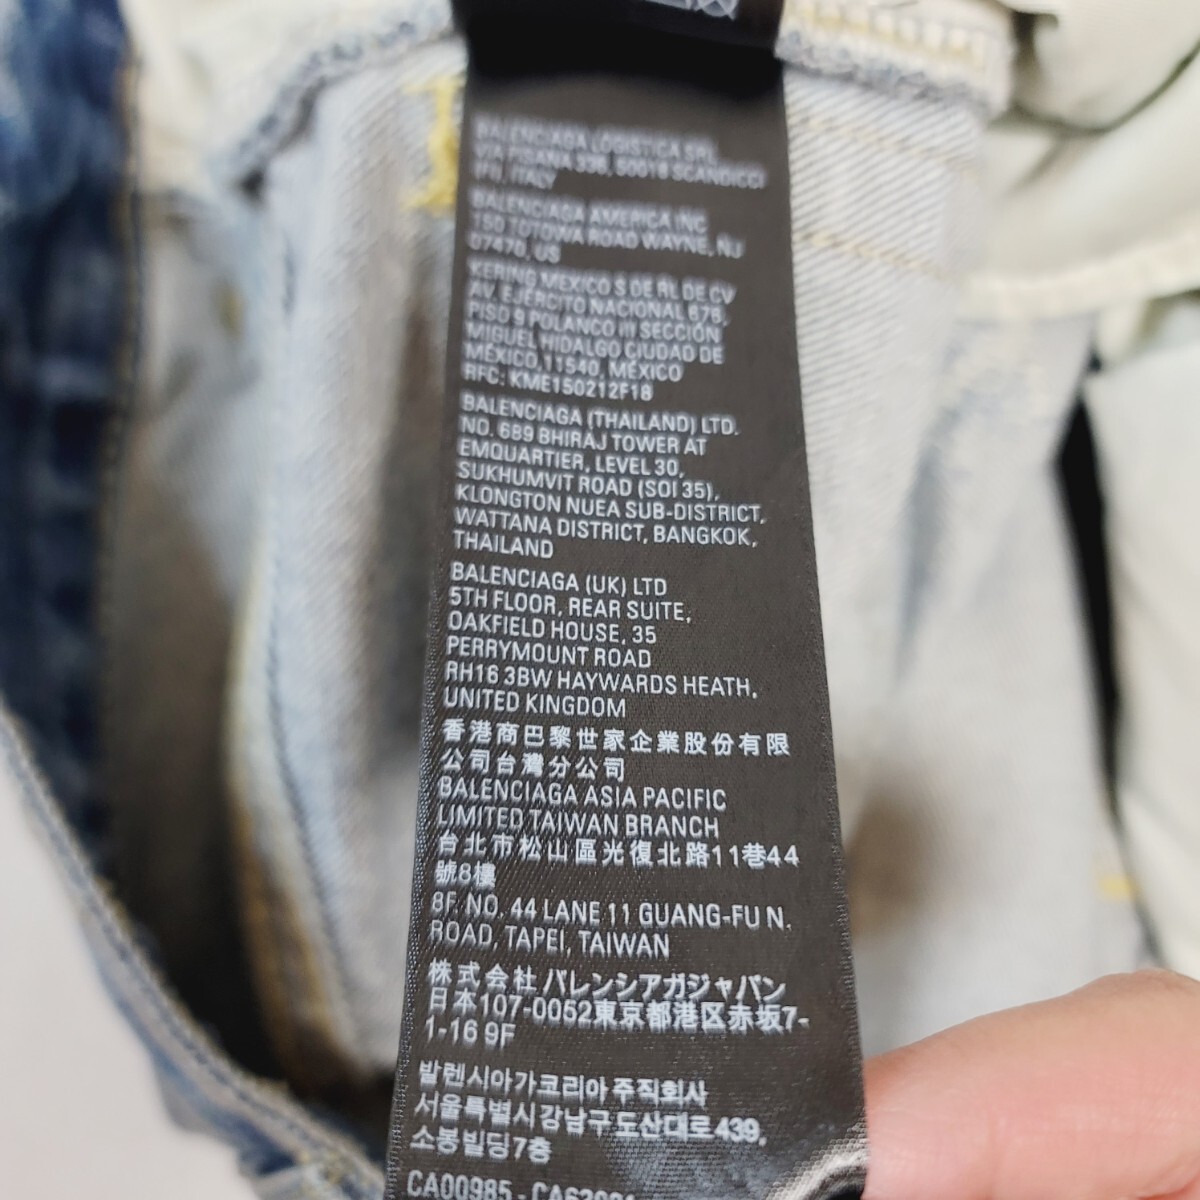 BALENCIAGA LOGISTICA SRL
VIA PISANA 336, 50018 SCANDICCI
(FI), ITALY
BALENCIAGA AMERICA INC
150 TOTOWA ROAD WAYNE, NJ
07470, US
KERING MEXICO S DE RL DE CV
AV. EJÉRCITO NACIONAL 676,
PISO 9 POLANCO III SECCIÓN
MIGUEL HIDALGO CIUDAD DE
MÉXICO, 11540, MÉXICO
RFC: KME150212F18
BALENCIAGA (THAILAND) LTD.
NO. 689 BHIRAJ TOWER AT
EMQUARTIER, LEVEL 30,
SUKHUMVIT ROAD (SOI 35),
KLONGTON NUEA SUB-DISTRICT,
WATTANA DISTRICT, BANGKOK,
THAILAND
BALENCIAGA (UK) LTD
5TH FLOOR, REAR SUITE,
OAKFIELD HOUSE, 35
PERRYMOUNT ROAD
RH16 3BW HAYWARDS HEATH,
UNITED KINGDOM
香港商巴黎世家企業股份有限
公司台灣分公司
BALENCIAGA ASIA PACIFIC
LIMITED TAIWAN BRANCH
台北市松山區光復北路11巷44
號8樓
8F. NO. 44 LANE 11 GUANG-FU N.
ROAD, TAPEI, TAIWAN
株式会社 バレンシアガジャパン
日本107-0052東京都港区赤坂7-
1-16 9F
발렌시아가코리아 주식회사
서울특별시 강남구 도산대로 439,
소봉빌딩 7층
CA00985 -